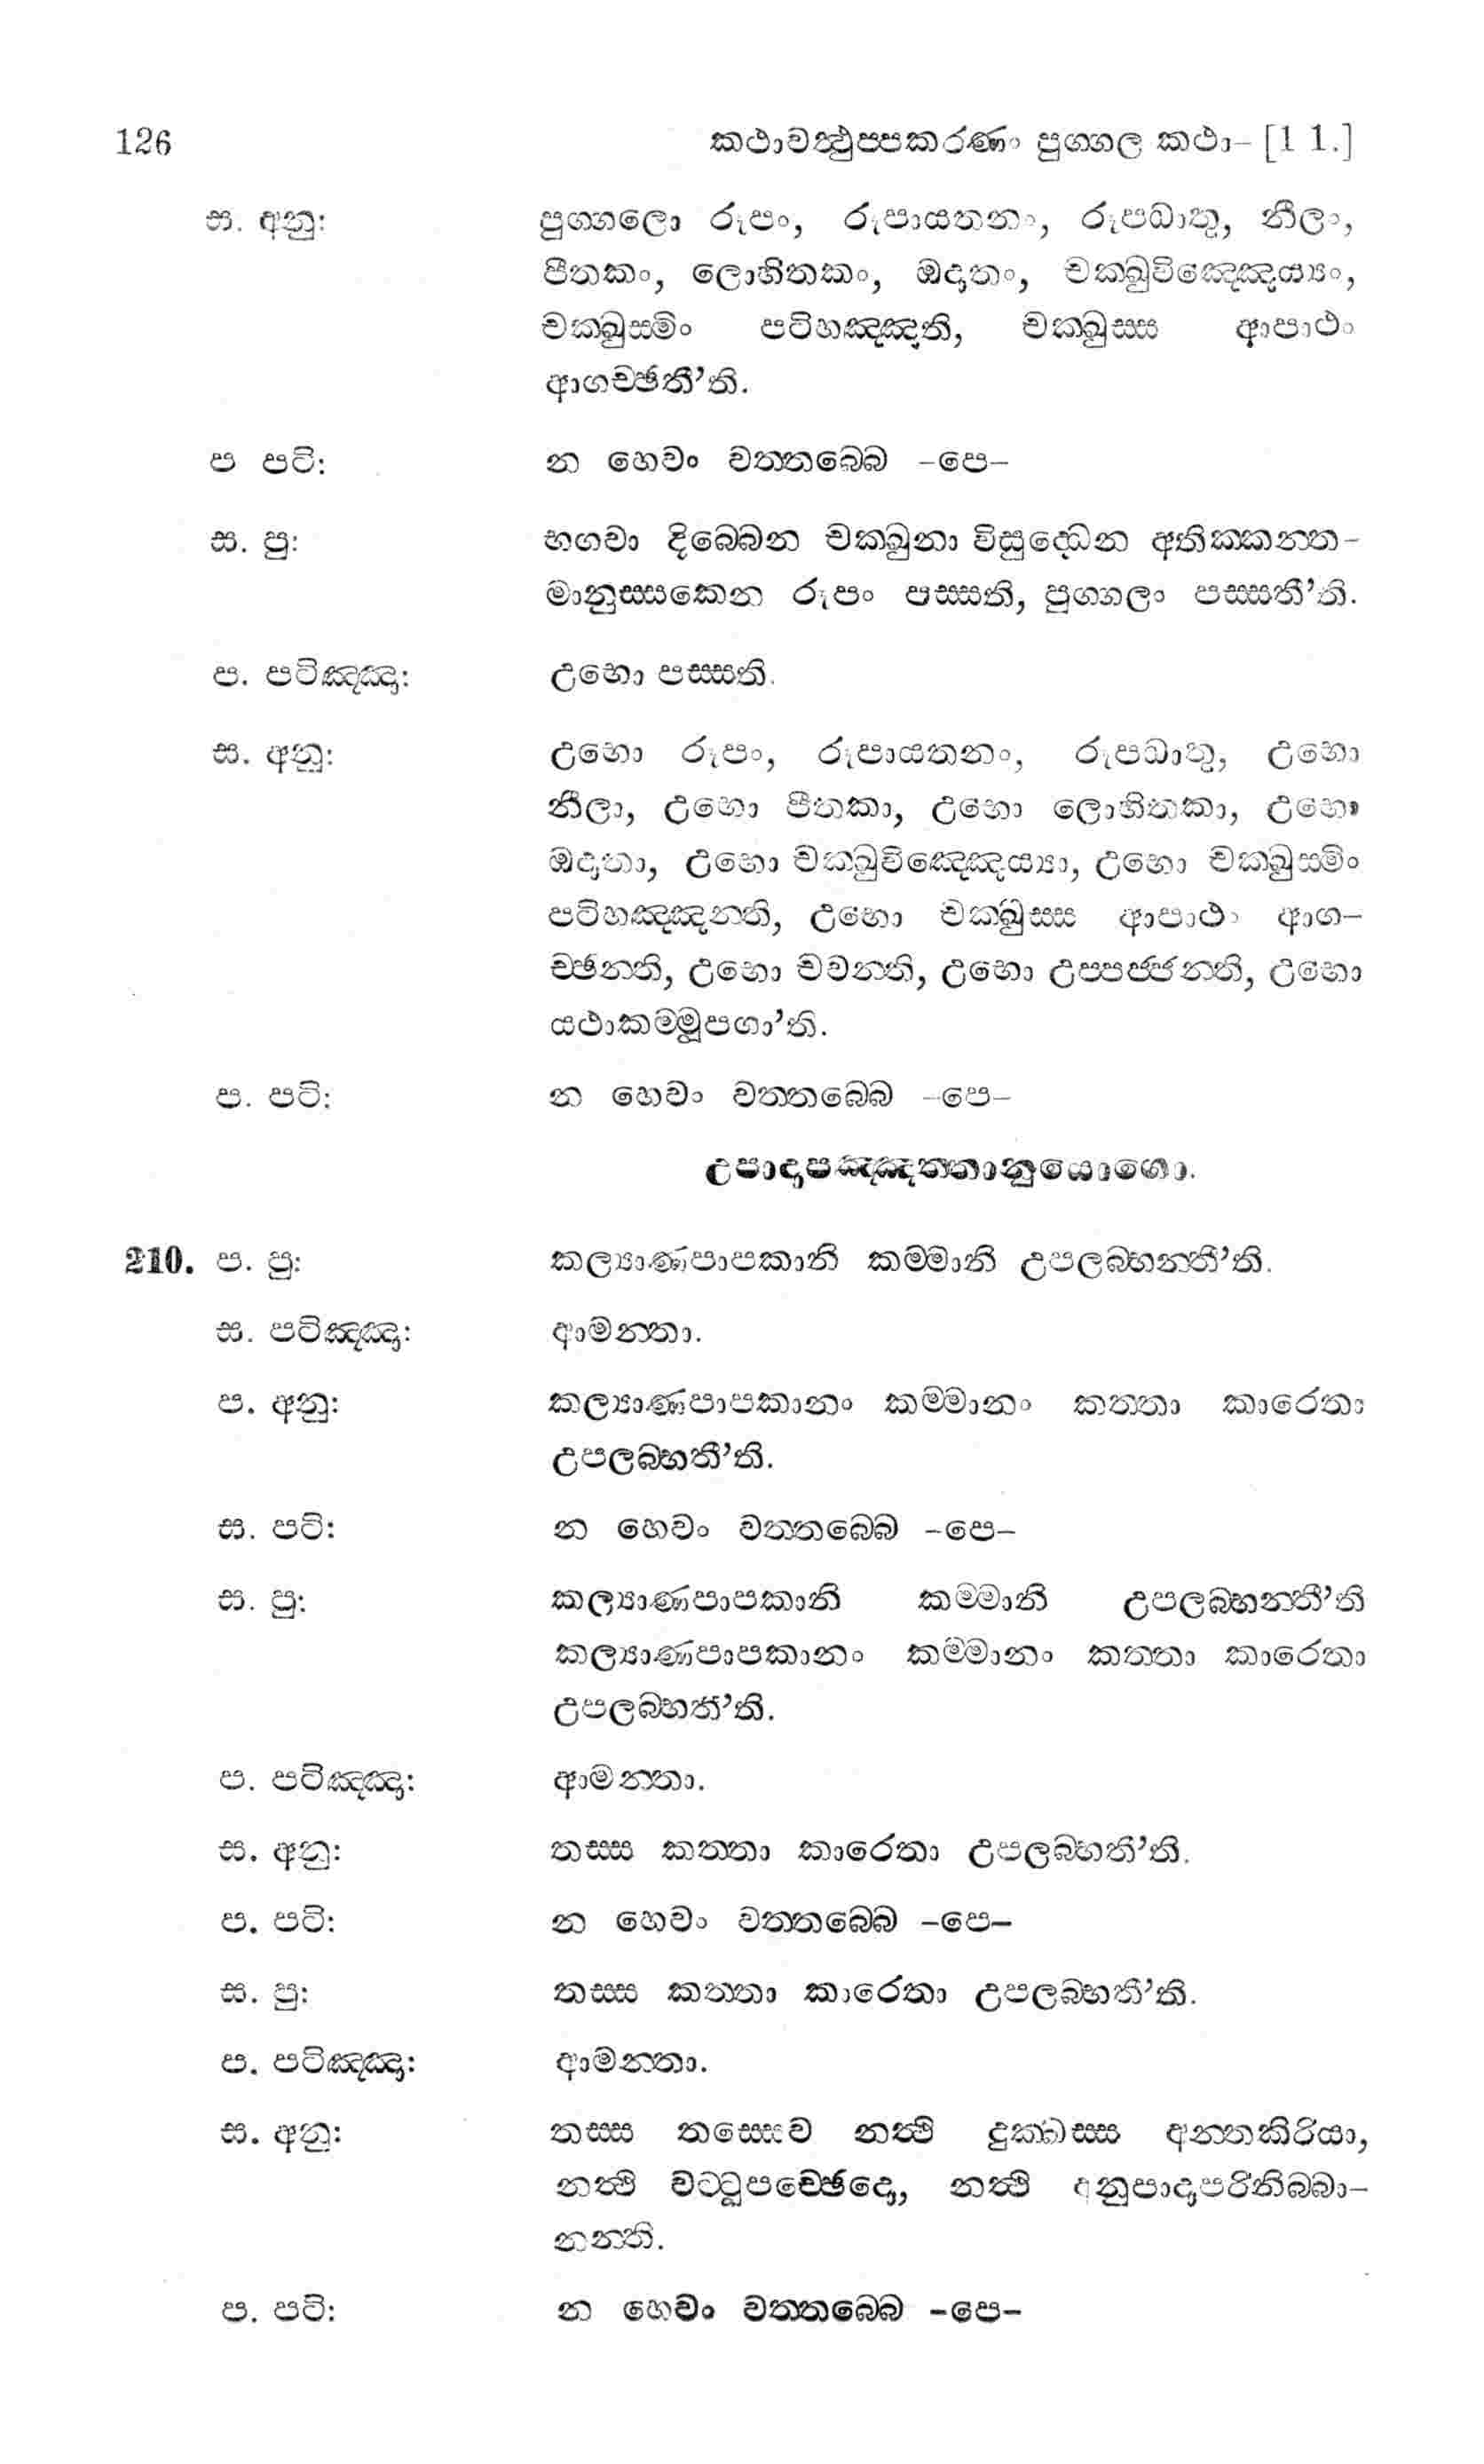 126 කථාවත්‍ථුප්පකරණං පුග්ගල කථා– [1 1.]
ස. අනු: පුග්ගලො රූපං, රූපායතනං, රූපධාතු, නීලං,
පීතකං, ලොහිතකං, ඔදාතං, චක්ඛුවිඤ්ඤෙය්‍යං,
චක්ඛුස්මිං පටිහඤ්ඤති, චක්ඛුස්ස ආපාථං
ආගච්ඡතී’ති.
ප පටි: න හෙවං වත්තබ්බෙ –පෙ–
ස. පු: භගවා දිබ්බෙන චක්ඛුනා විසුද්ධෙන අතික්කන්ත-
මානුස්සකෙන රූපං පස්සති, පුග්ගලං පස්සතී’ති.
ප. පටිඤ්ඤා: උභො පස්සති.
ස. අනු: උභො රූපං, රූපායතනං, රූපධාතු, උභො
නීලා, උභො පීතකා, උභො ලොහිතකා, උභො
ඔදාතා, උභො චක්ඛුවිඤ්ඤෙය්‍යා, උභො චක්ඛුස්මිං
පටිහඤ්ඤන්ති, උභො චක්ඛුස්ස ආපාථං ආග–
ච්ඡන්ති, උභො චවන්ති, උභො උප්පජ්ජන්ති, උභො
යථාකම්මූපගා’ති.
ප. පටි: න හෙවං වත්තබ්බෙ –පෙ–
උපාදාපඤ්ඤත්තානුයොගො.
210. ප. පු: කල්‍යාණපාපකානි කම්මානි උපලබ්භන්තී’ති.
ස. පටිඤ්ඤා: ආමන්තා.
ප. අනු: කල්‍යාණපාපකානං කම්මානං කත්තා කාරෙතා
උපලබ්භතී’ති.
ස. පටි: න හෙවං වත්තබ්බෙ –පෙ–
ස. පු: කල්‍යාණපාපකානි කම්මානි උපලබ්භන්තී’ති
කල්‍යාණපාපකානං කම්මානං කත්තා කාරෙතා
උපලබ්භතී’ති.
ප. පටිඤ්ඤා: ආමන්තා.
ස. අනු: තස්ස කත්තා කාරෙතා උපලබ්භතී’ති.
ප. පටි: න හෙවං වත්තබ්බෙ –පෙ–
ස. පු: තස්ස කත්තා කාරෙතා උපලබ්භතී’ති.
ප. පටිඤ්ඤා: ආමන්තා.
ස. අනු: තස්ස තස්සෙව නත්‍ථි දුක්ඛස්ස අන්තකිරියා,
නත්‍ථි වට්ටුපච්ඡෙදො, නත්‍ථි අනුපාදාපරිනිබ්බා–
නන්ති.
ප. පටි: න හෙවං වත්තබ්බෙ –පෙ–